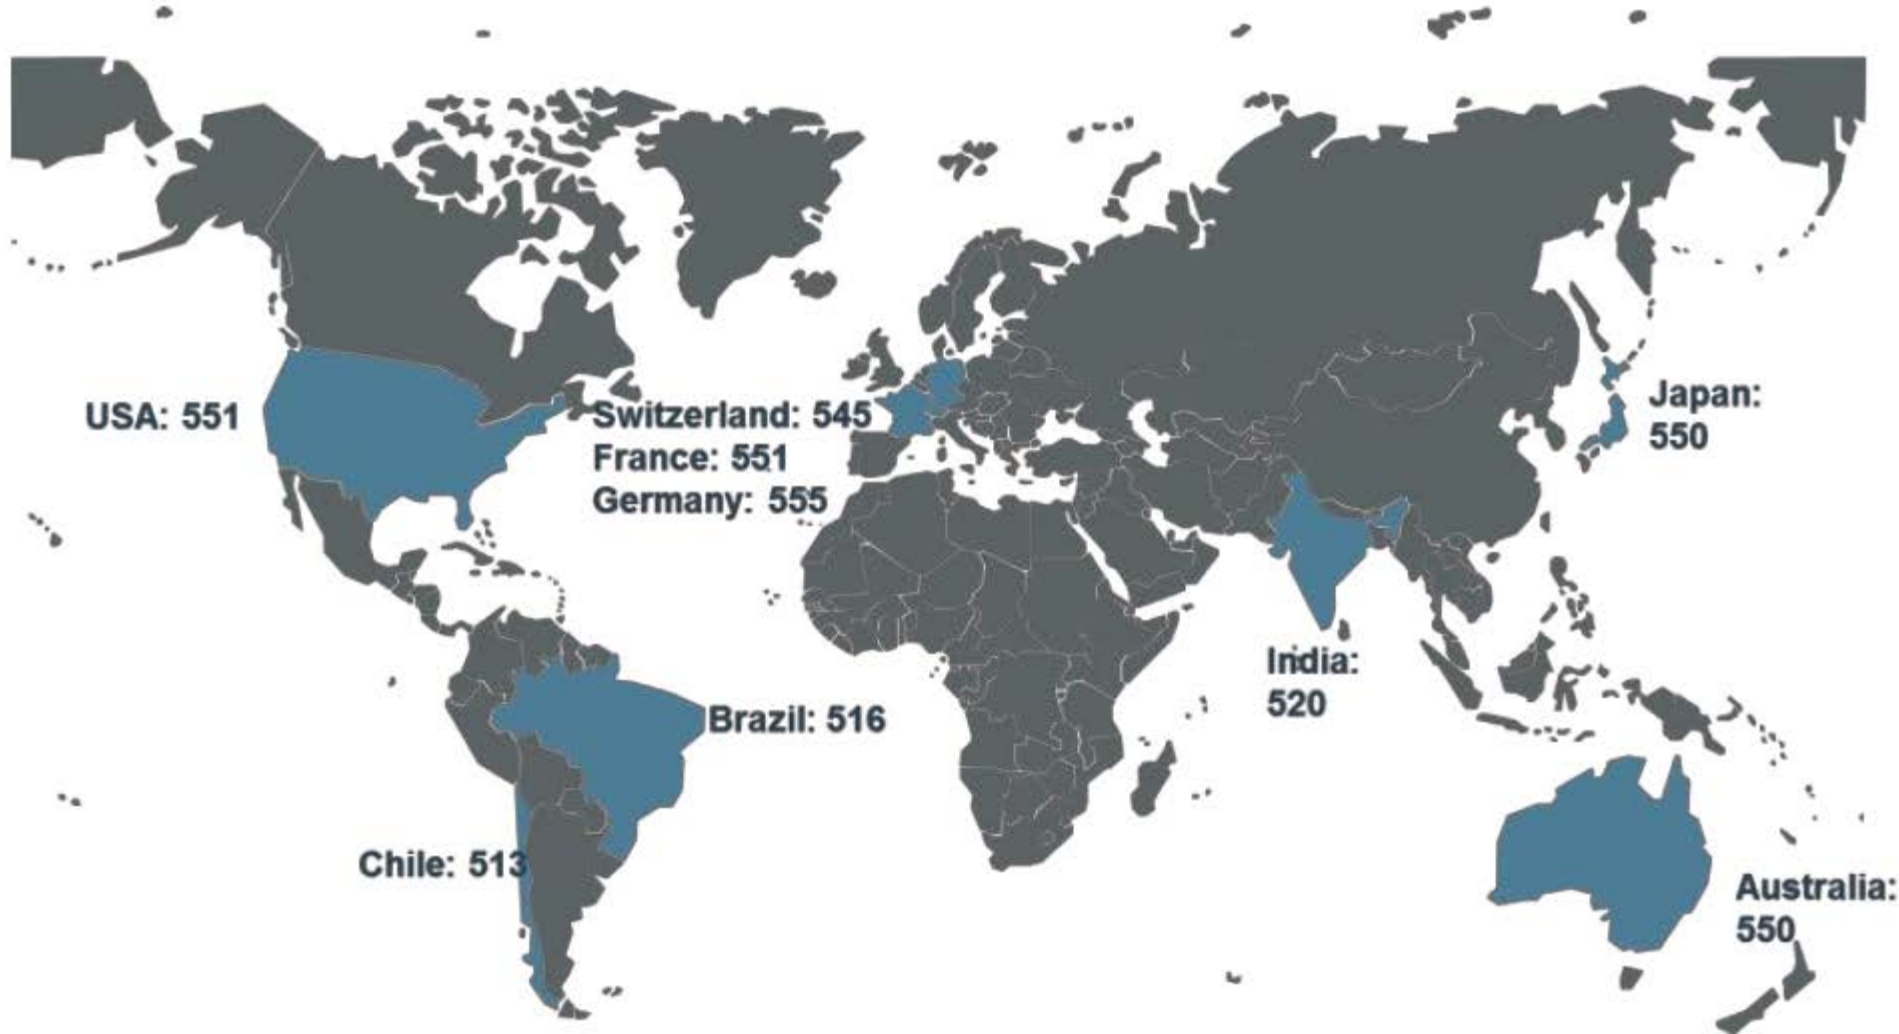 USA: 551
Switzerland: 545
France: 551
Germany: 555
Japan:
550
India:
520
Brazil: 516
Chile: 513
Australia:
550